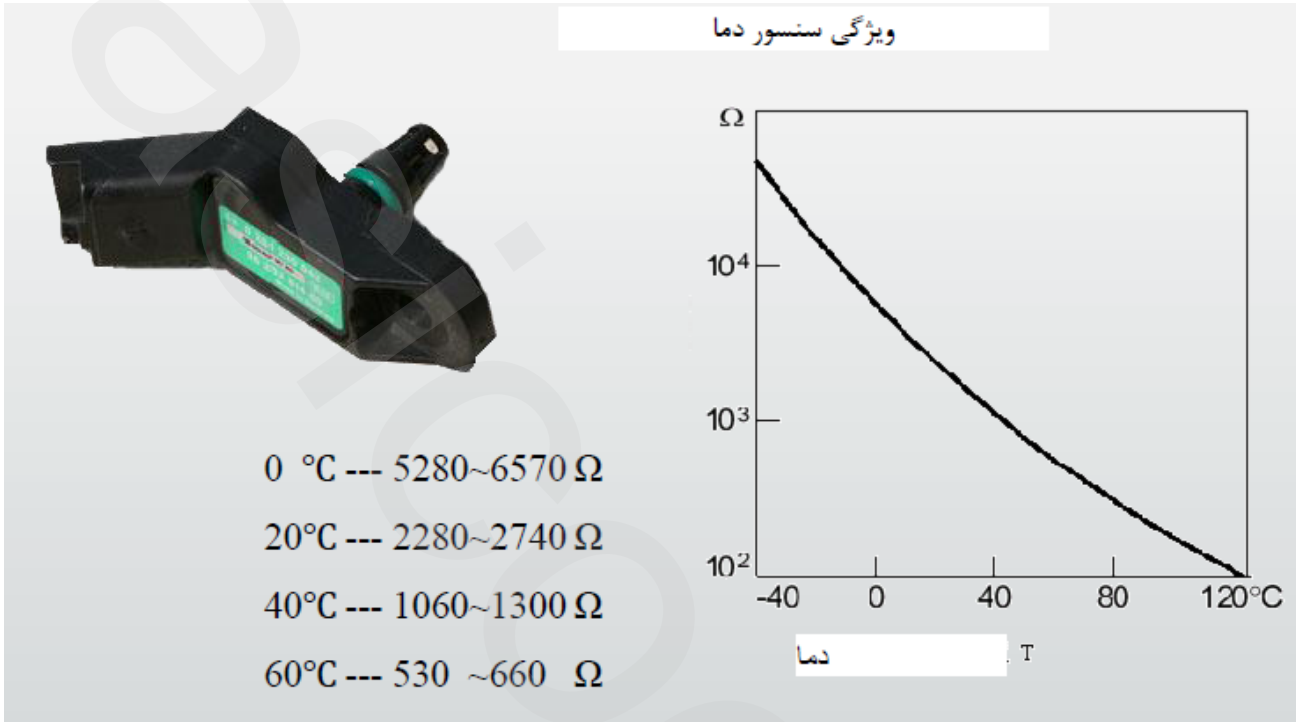 ویژگی سنسور دما
0 °C --- 5280~6570 Ω
20°C --- 2280~2740 Ω
40°C --- 1060~1300 Ω
60°C --- 530 ~660 Ω
Ω
10⁴
10³
10²
-40 0 40 80 120°C
دما T